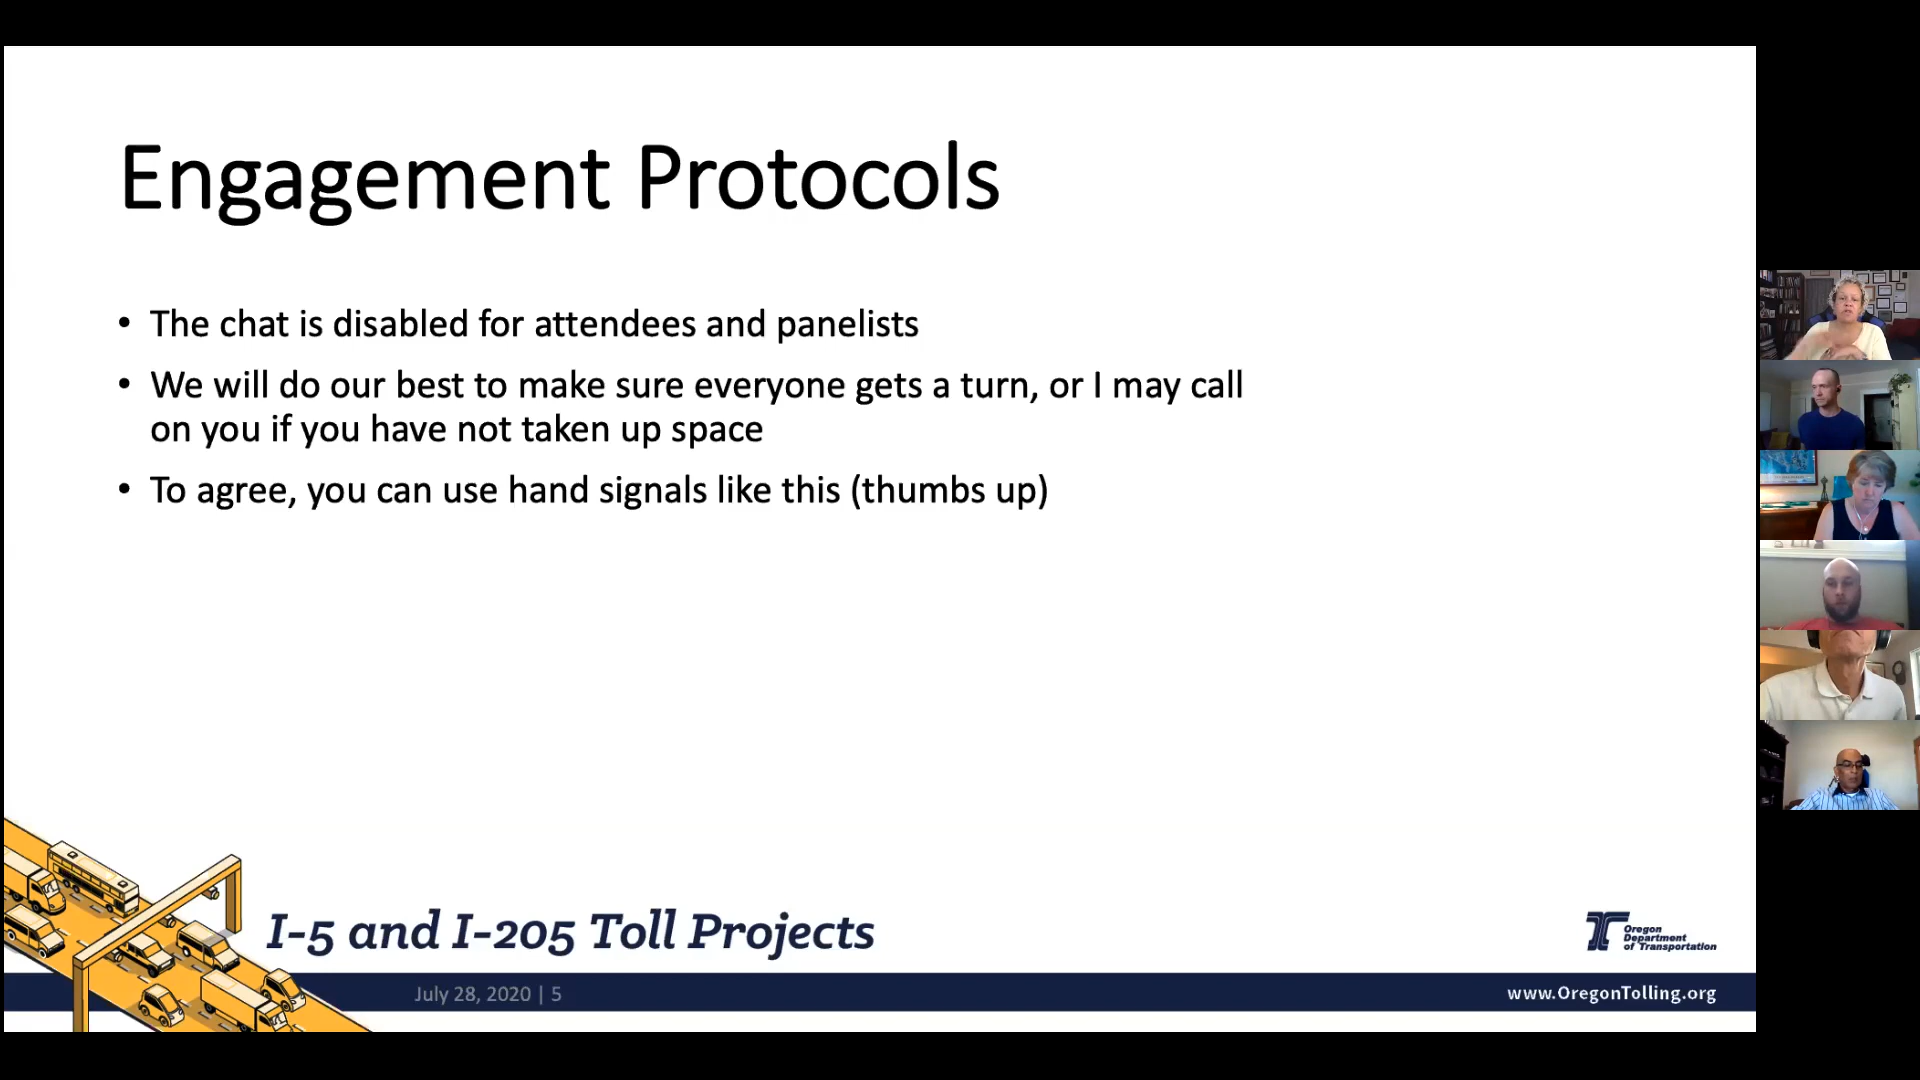 Engagement Protocols
• The chat is disabled for attendees and panelists
• We will do our best to make sure everyone gets a turn, or I may call
on you if you have not taken up space
• To agree, you can use hand signals like this (thumbs up)
I-5 and I-205 Toll Projects
Oregon
Department
of Transportation
July 28, 2020 | 5
www.OregonTolling.org